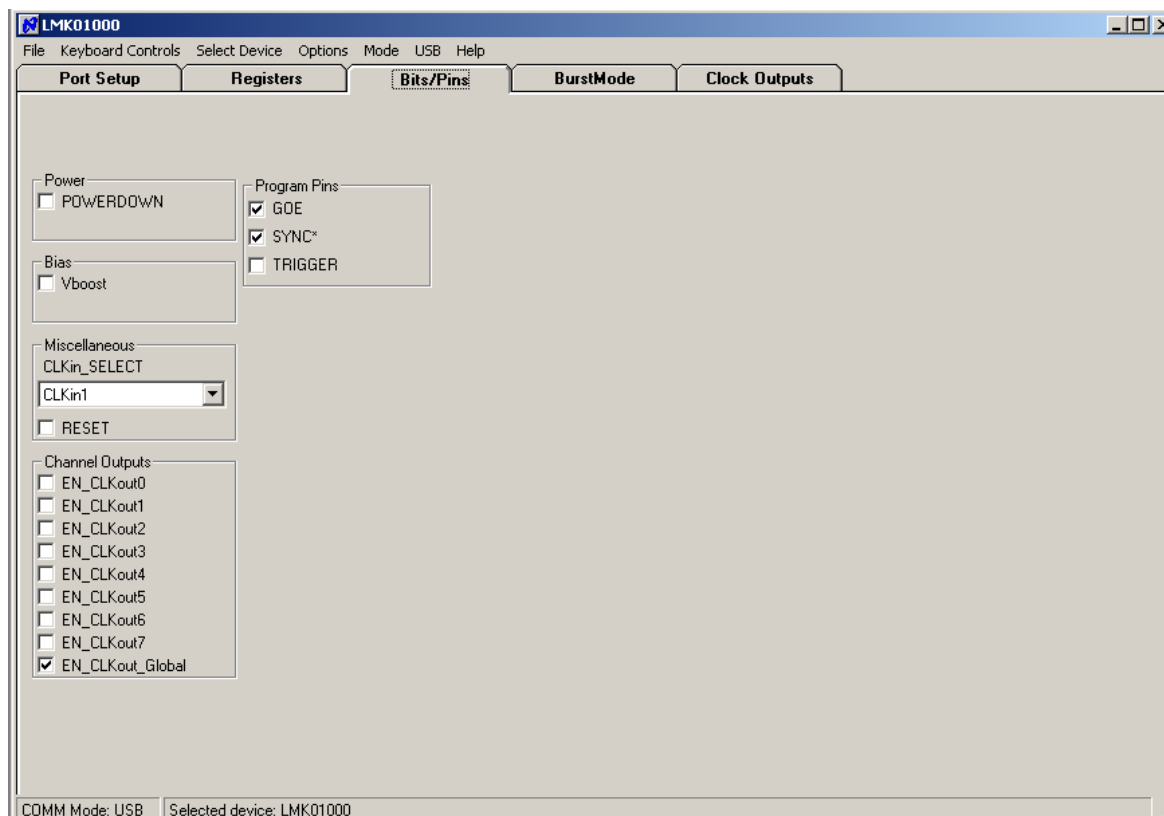 LMK01000
File Keyboard Controls Select Device Options Mode USB Help
Port Setup Registers Bits/Pins BurstMode Clock Outputs
Power
POWERDOWN
Bias
Vboost
Miscellaneous
CLKin_SELECT
CLKin1
RESET
Channel Outputs
EN_CLKout0
EN_CLKout1
EN_CLKout2
EN_CLKout3
EN_CLKout4
EN_CLKout5
EN_CLKout6
EN_CLKout7
EN_CLKout_Global
Program Pins
GOE
SYNC*
TRIGGER
COMM Mode: USB Selected device: LMK01000